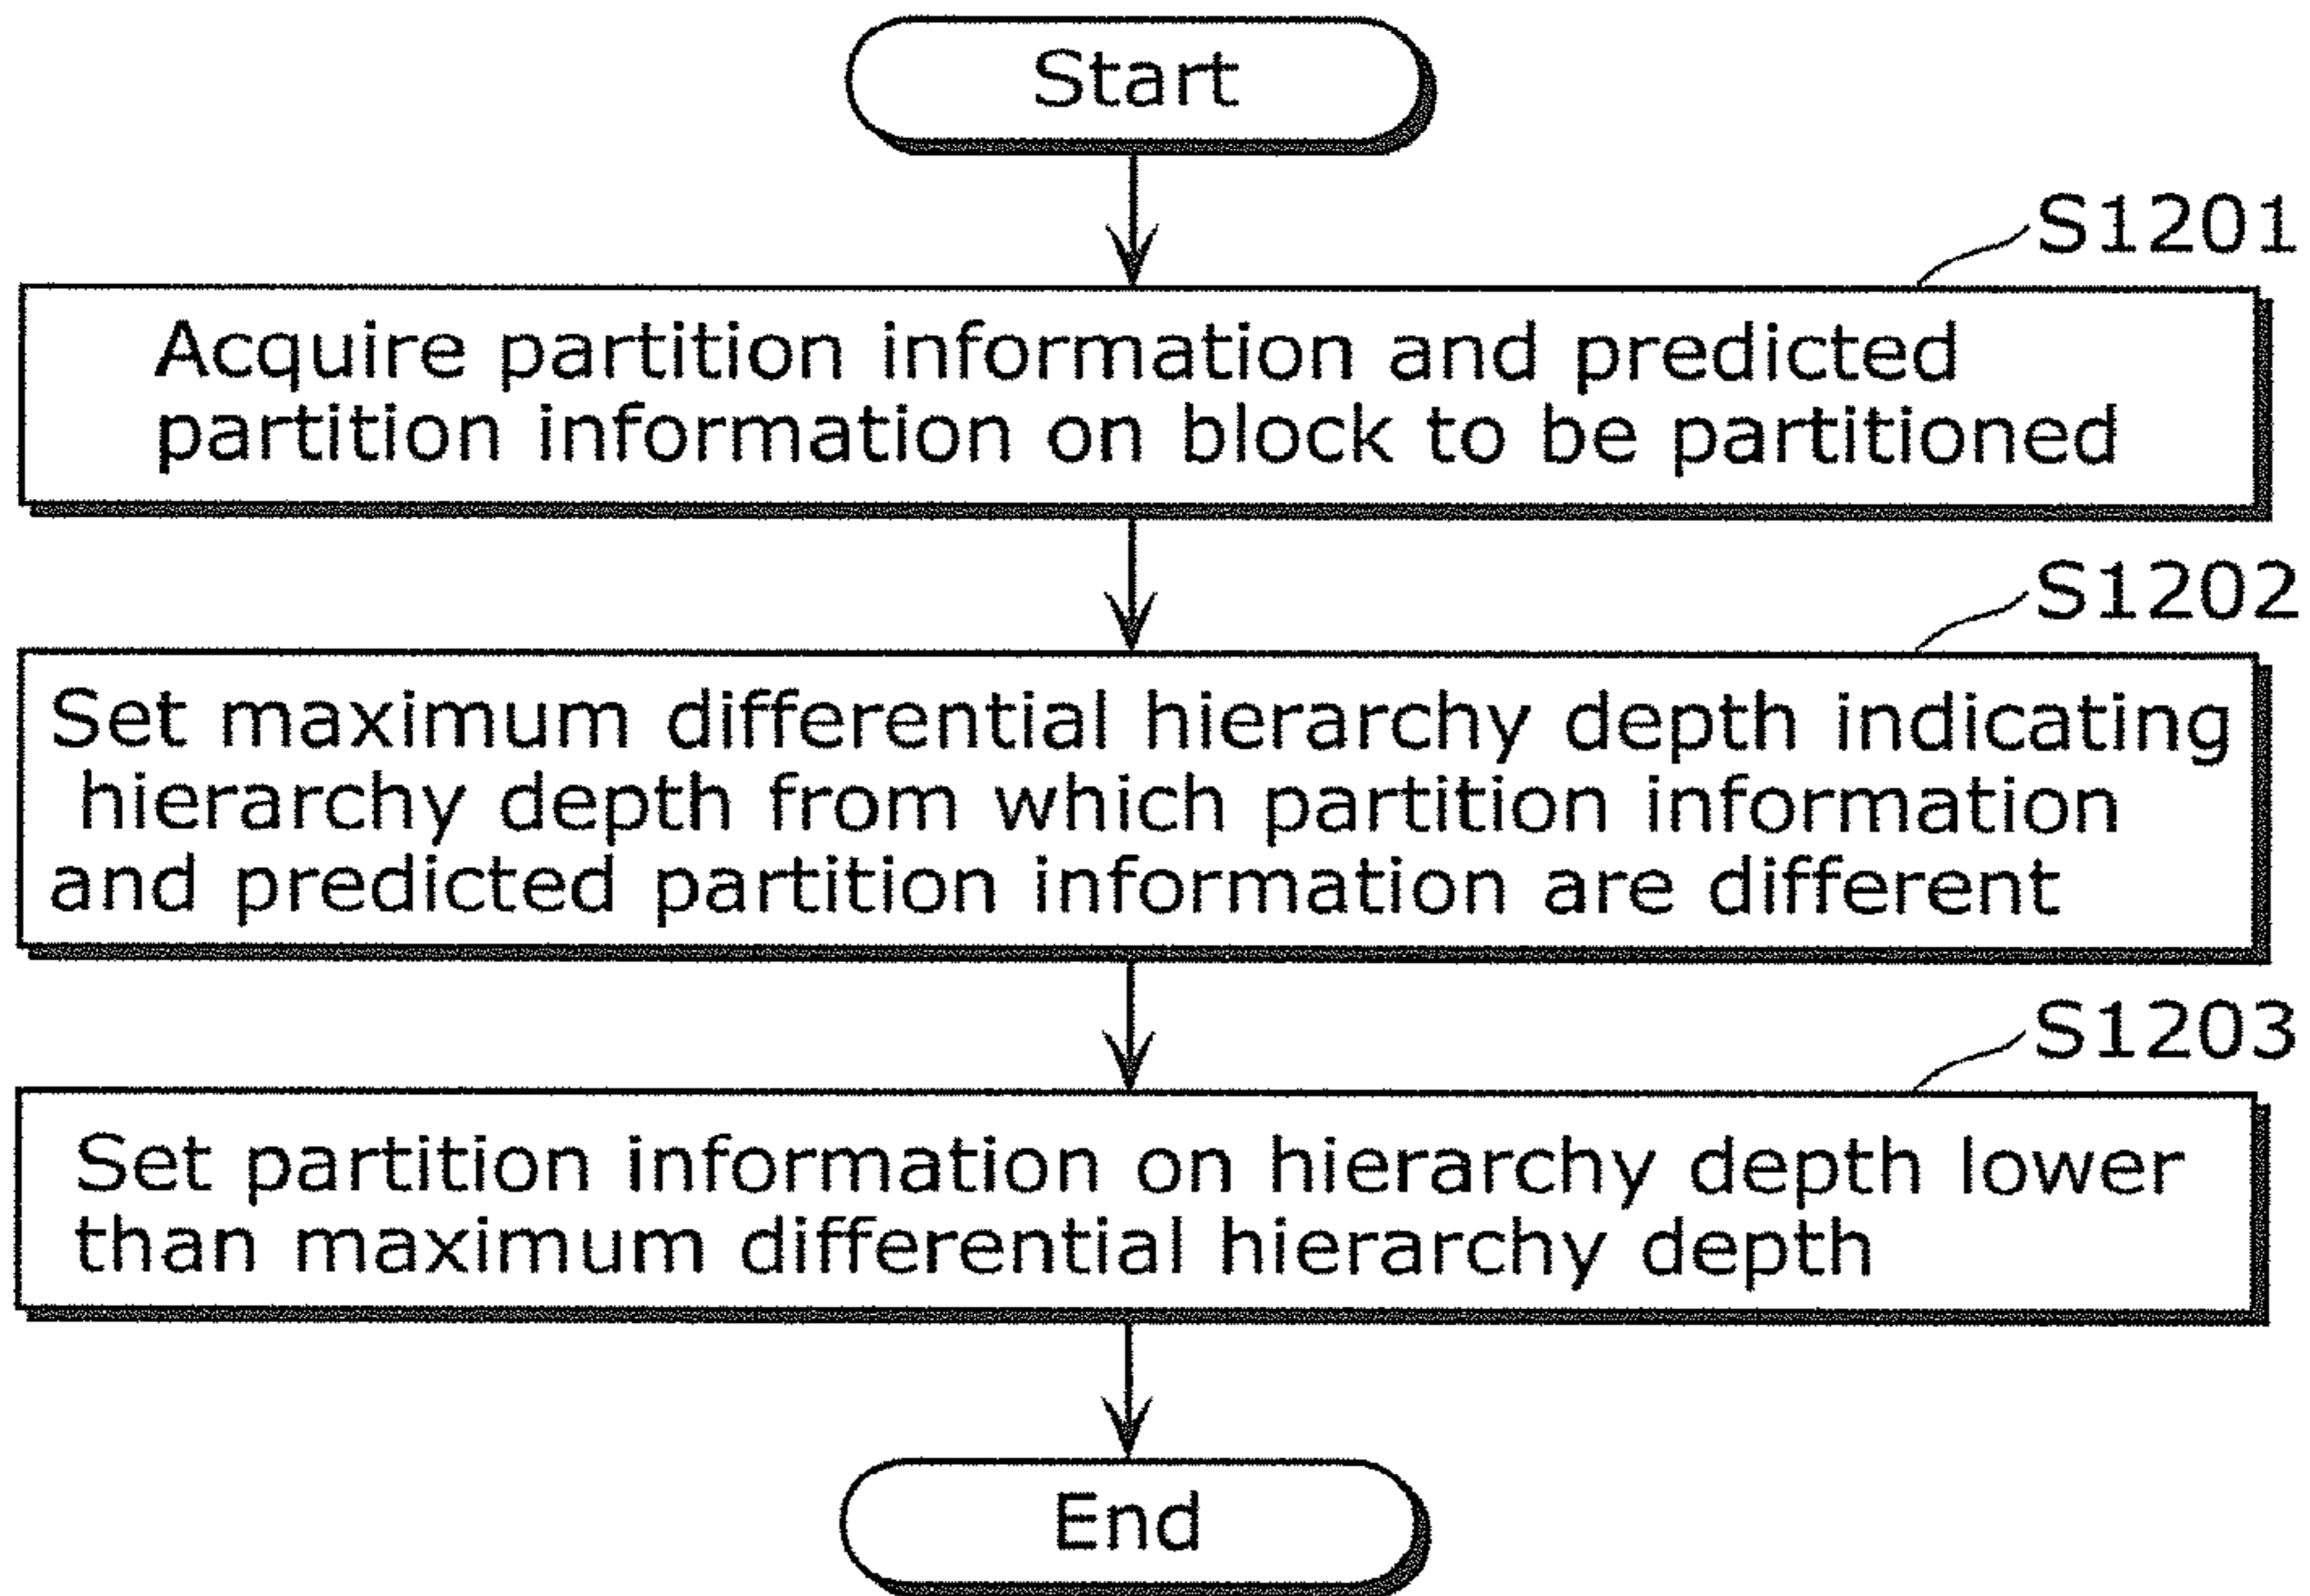 Start
S1201
Acquire partition information and predicted
partition information on block to be partitioned
S1202
Set maximum differential hierarchy depth indicating
hierarchy depth from which partition information
and predicted partition information are different
S1203
Set partition information on hierarchy depth lower
than maximum differential hierarchy depth
End